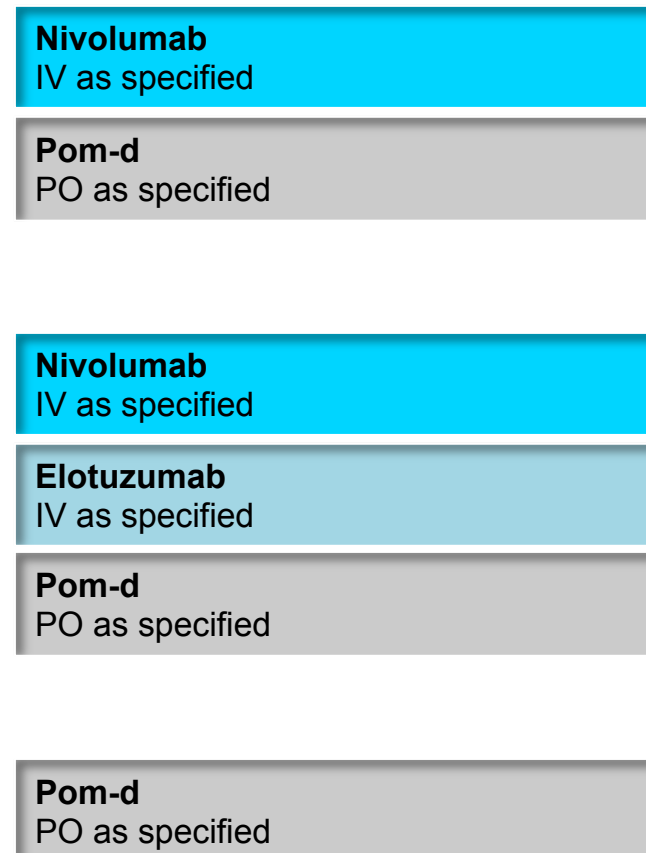 Nivolumab
IV as specified
Pom-d
PO as specified
Nivolumab
IV as specified
Elotuzumab
IV as specified
Pom-d
PO as specified
Pom-d
PO as specified